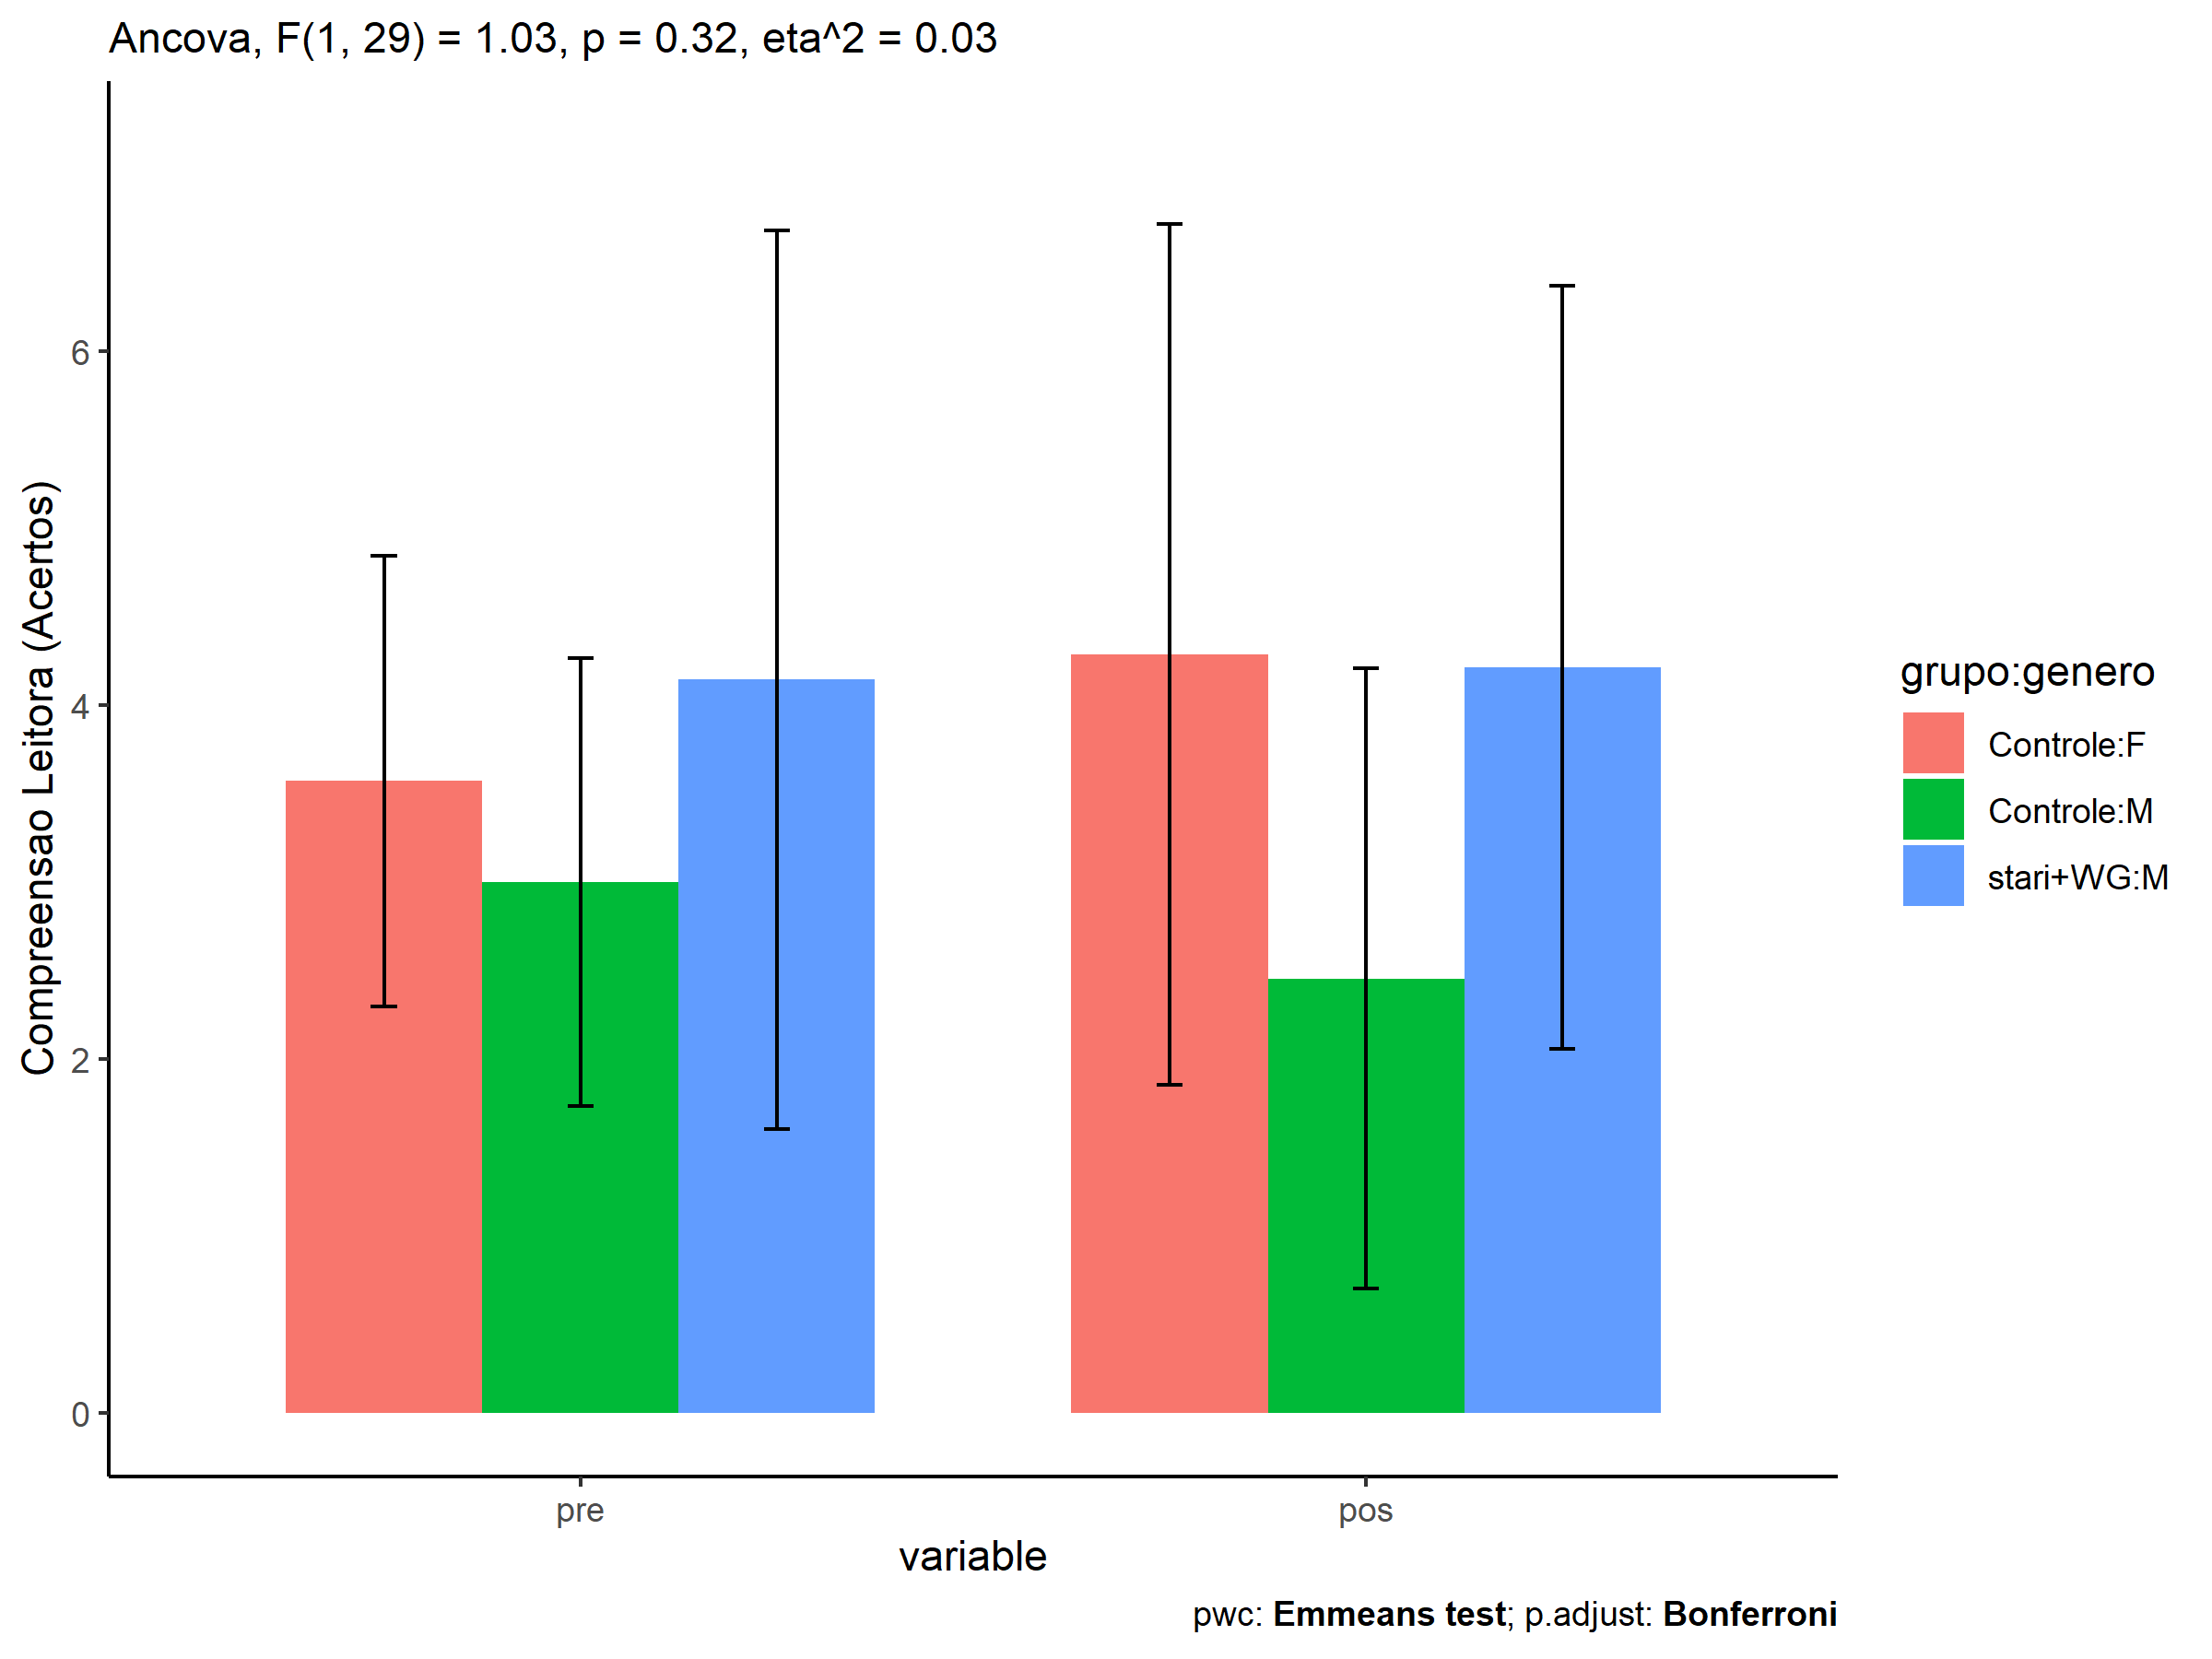 Ancova, F(1, 29) = 1.03, p = 0.32, eta^2 = 0.03
Compreensao Leitora (Acertos)
6
4
2
0
pre
pos
variable
grupo:genero
Controle:F
Controle:M
stari+WG:M
pwc: Emmeans test; p.adjust: Bonferroni